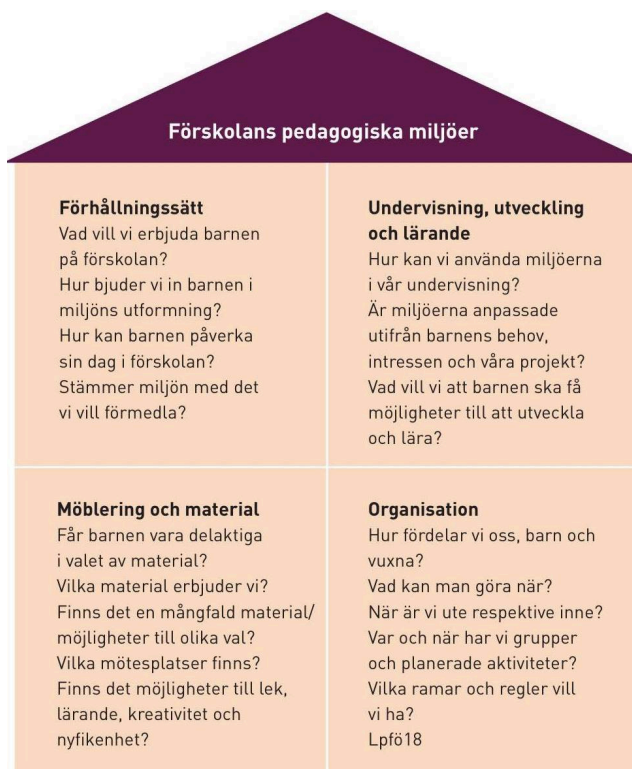 Förskolans pedagogiska miljöer
Förhållningssätt
Vad vill vi erbjuda barnen
på förskolan?
Hur bjuder vi in barnen i
miljöns utformning?
Hur kan barnen påverka
sin dag i förskolan?
Stämmer miljön med det
vi vill förmedla?
Undervisning, utveckling
och lärande
Hur kan vi använda miljöerna
i vår undervisning?
Är miljöerna anpassade
utifrån barnens behov,
intressen och våra projekt?
Vad vill vi att barnen ska få
möjligheter till att utveckla
och lära?
Möblering och material
Får barnen vara delaktiga
i valet av material?
Vilka material erbjuder vi?
Finns det en mångfald material/
möjligheter till olika val?
Vilka mötesplatser finns?
Finns det möjligheter till lek,
lärande, kreativitet och
nyfikenhet?
Organisation
Hur fördelar vi oss, barn och
vuxna?
Vad kan man göra när?
När är vi ute respektive inne?
Var och när har vi grupper
och planerade aktiviteter?
Vilka ramar och regler vill
vi ha?
Lpfö18